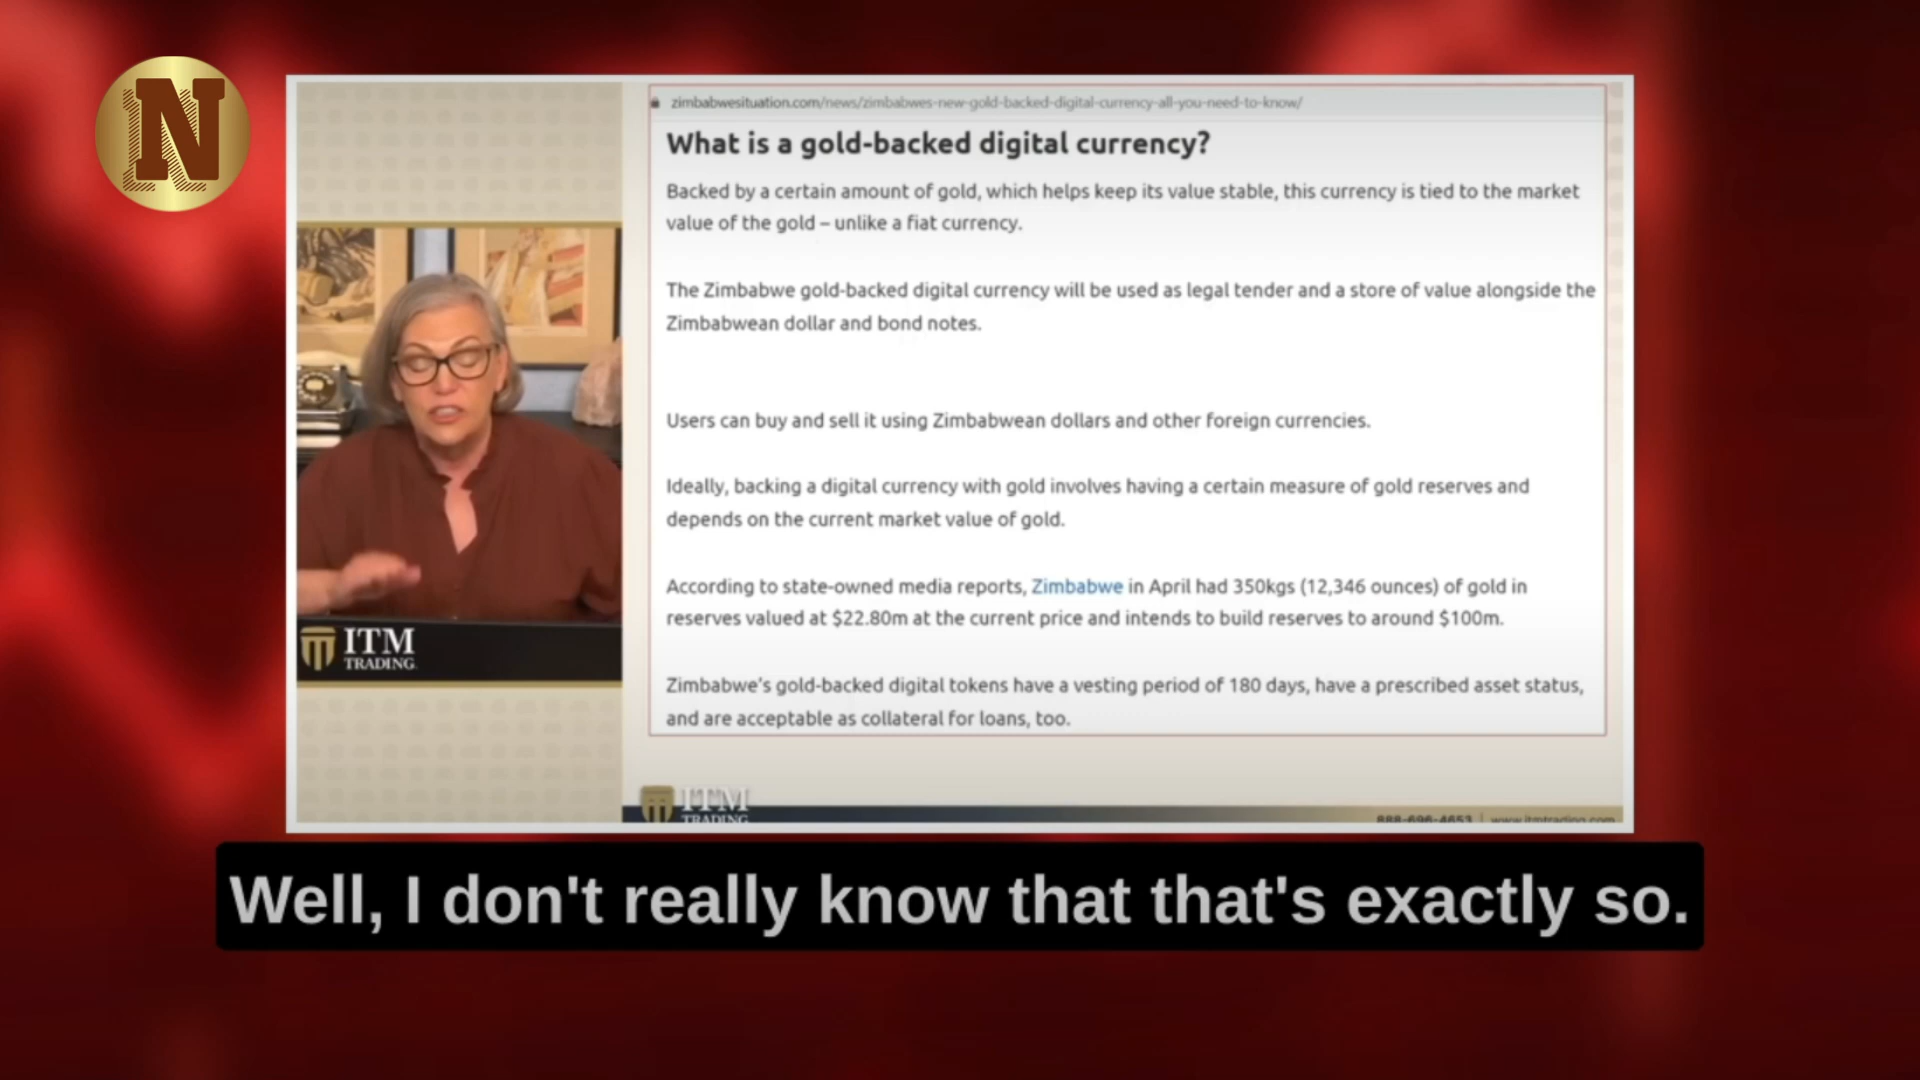 N
zimbabwesituation.com/news/zimbabwes-new-gold-backed-digital-currency-all-you-need-to-know/
What is a gold-backed digital currency?
Backed by a certain amount of gold, which helps keep its value stable, this currency is tied to the market
value of the gold – unlike a fiat currency.
The Zimbabwe gold-backed digital currency will be used as legal tender and a store of value alongside the
Zimbabwean dollar and bond notes.
Users can buy and sell it using Zimbabwean dollars and other foreign currencies.
Ideally, backing a digital currency with gold involves having a certain measure of gold reserves and
depends on the current market value of gold.
According to state-owned media reports, Zimbabwe in April had 350kgs (12,346 ounces) of gold in
reserves valued at $22.80m at the current price and intends to build reserves to around $100m.
Zimbabwe's gold-backed digital tokens have a vesting period of 180 days, have a prescribed asset status,
and are acceptable as collateral for loans, too.
ITM
TRADING
ITM
TRADING
888-696-4653 | www.itmtrading.com
Well, I don't really know that that's exactly so.